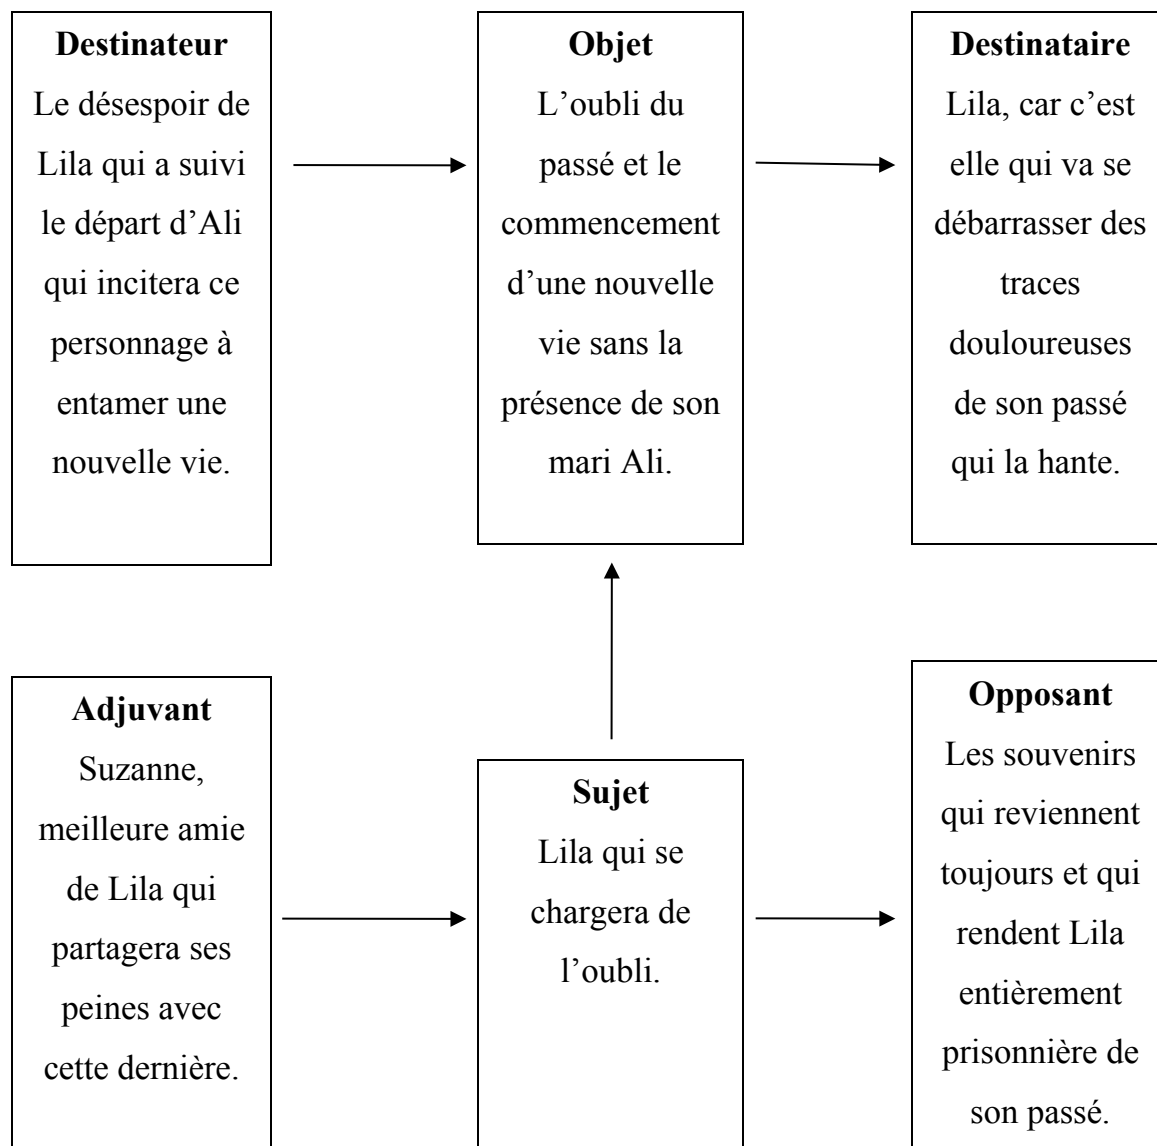 Destinateur
Le désespoir de
Lila qui a suivi
le départ d’Ali
qui incitera ce
personnage à
entamer une
nouvelle vie.
Objet
L’oubli du
passé et le
commencement
d’une nouvelle
vie sans la
présence de son
mari Ali.
Destinataire
Lila, car c’est
elle qui va se
débarrasser des
traces
douloureuses
de son passé
qui la hante.
Adjuvant
Suzanne,
meilleure amie
de Lila qui
partagera ses
peines avec
cette dernière.
Sujet
Lila qui se
chargera de
l’oubli.
Opposant
Les souvenirs
qui reviennent
toujours et qui
rendent Lila
entièrement
prisonnière de
son passé.